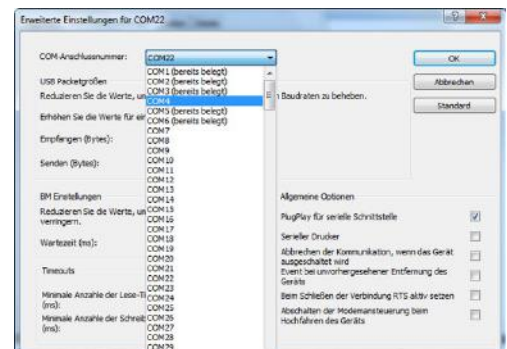 Erweiterte Einstellungen für COM22
COM-Anschlussnummer:
COM22
OK
Abbrechen
Standard
COM1 (bereits belegt)
COM2 (bereits belegt)
COM3 (bereits belegt)
COM4
COM5 (bereits belegt)
COM6 (bereits belegt)
COM7
COM8
COM9
COM10
COM11
COM12
COM13
COM14
COM15
COM16
COM17
COM18
COM19
COM20
COM21
COM22
COM23
COM24
COM25
COM26
COM27
COM28
COM29
USB Packetgrößen
Reduzieren Sie die Werte, um
n Baudraten zu beheben.
Erhöhen Sie die Werte für
Empfangen (Bytes):
Senden (Bytes):
BM Einstellungen
Reduzieren Sie die Werte, um
verringern.
Wartezeit (ms):
Timeouts
Minimale Anzahle der Lese-Ti
(ms):
Minimale Anzahle der Schreib
(ms):
Allgemeine Optionen
PlugPlay für serielle Schnittstelle
Serieller Drucker
Abbrechen der Kommunikation, wenn das Gerät
ausgeschaltet wird
Event bei unvorhergesehener Entfernung des
Geräts
Beim Schließen der Verbindung RTS aktiv setzen
Abschalten der Modemansteuerung beim
Hochfahren des Geräts